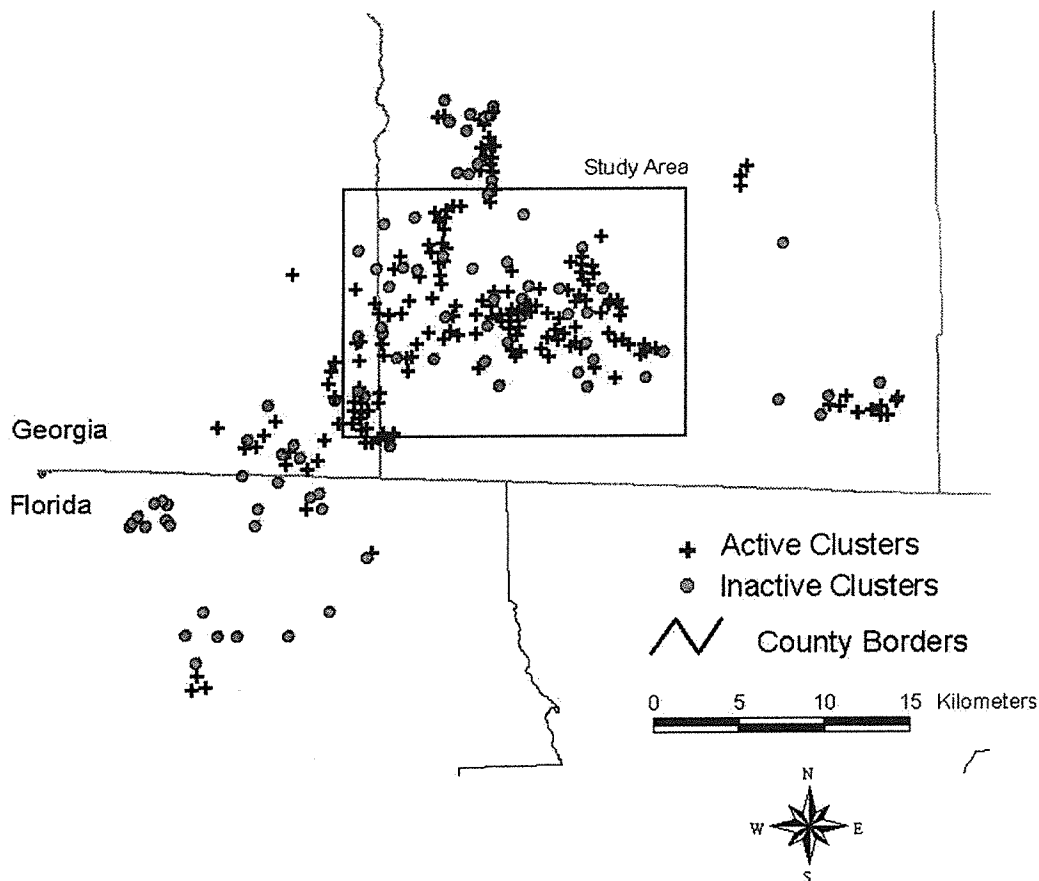 Study Area
Georgia
Florida
Active Clusters
Inactive Clusters
County Borders
0 5 10 15 Kilometers
N
W E
S